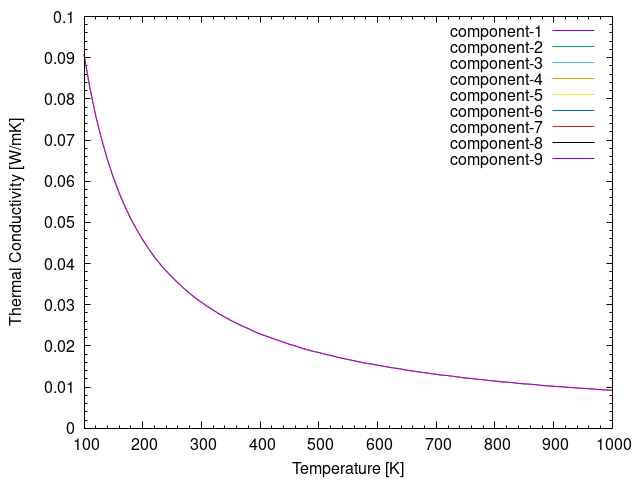 0.1
0.09
0.08
0.07
0.06
0.05
0.04
0.03
0.02
0.01
0
Thermal Conductivity [W/mK]
component-1
component-2
component-3
component-4
component-5
component-6
component-7
component-8
component-9
100 200 300 400 500 600 700 800 900 1000
Temperature [K]